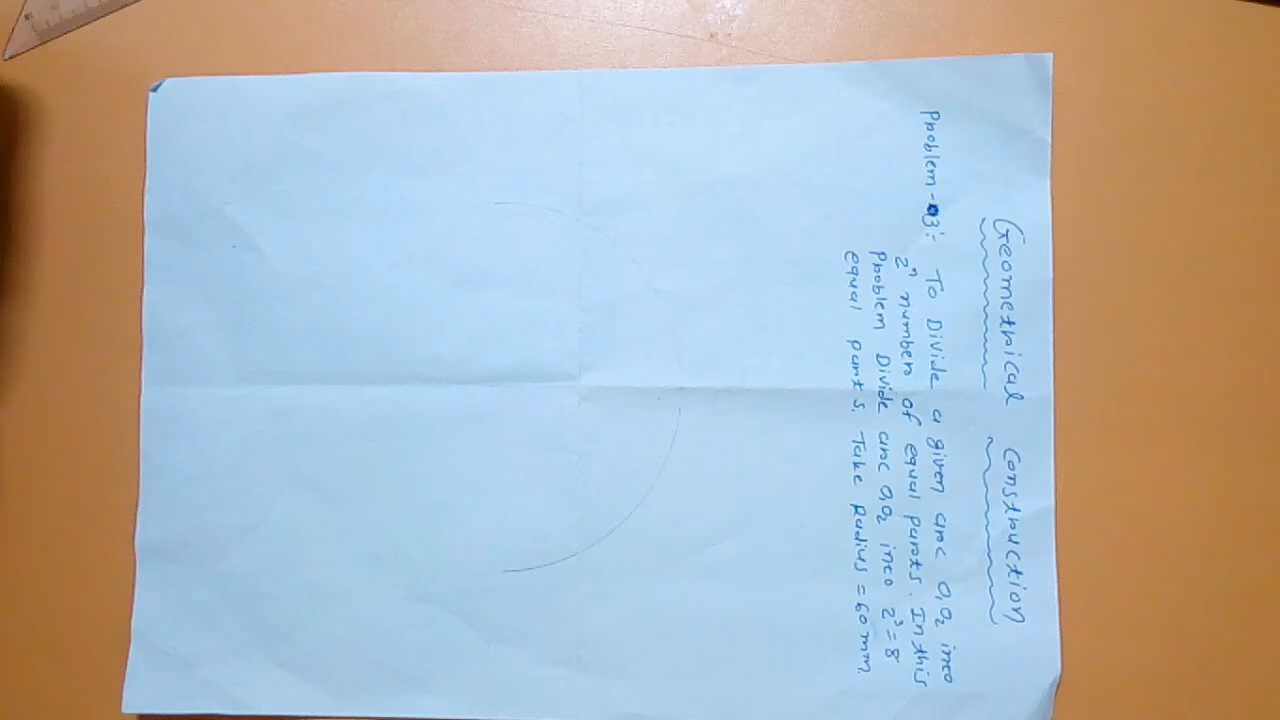 Geometrical Construction
Problem-03:- To Divide a given arc O₁O₂ into
2ⁿ numbers of equal parts. In this
Problem Divide arc O₁O₂ into 2³=8
equal parts. Take Radius = 60 mm.